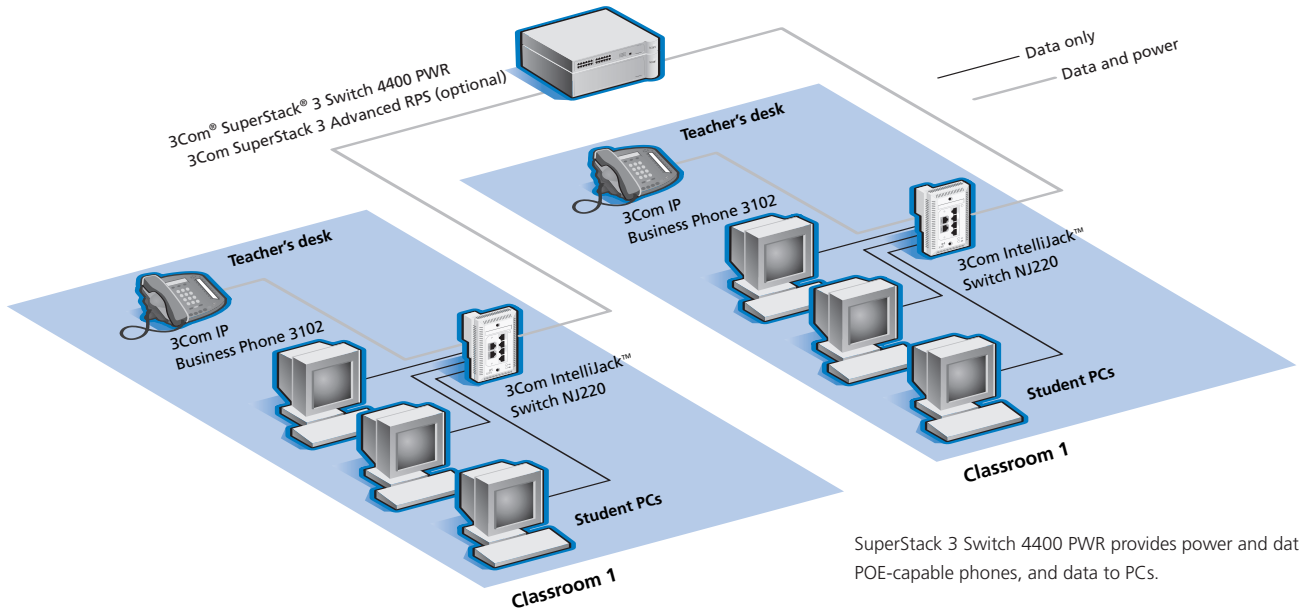 3Com® SuperStack® 3 Switch 4400 PWR
3Com SuperStack 3 Advanced RPS (optional)
Data only
Data and power
Teacher's desk
3Com IP
Business Phone 3102
3Com IntelliJack™
Switch NJ220
Student PCs
Classroom 1
Teacher's desk
3Com IP
Business Phone 3102
3Com IntelliJack™
Switch NJ220
Student PCs
Classroom 1
SuperStack 3 Switch 4400 PWR provides power and dat
POE-capable phones, and data to PCs.